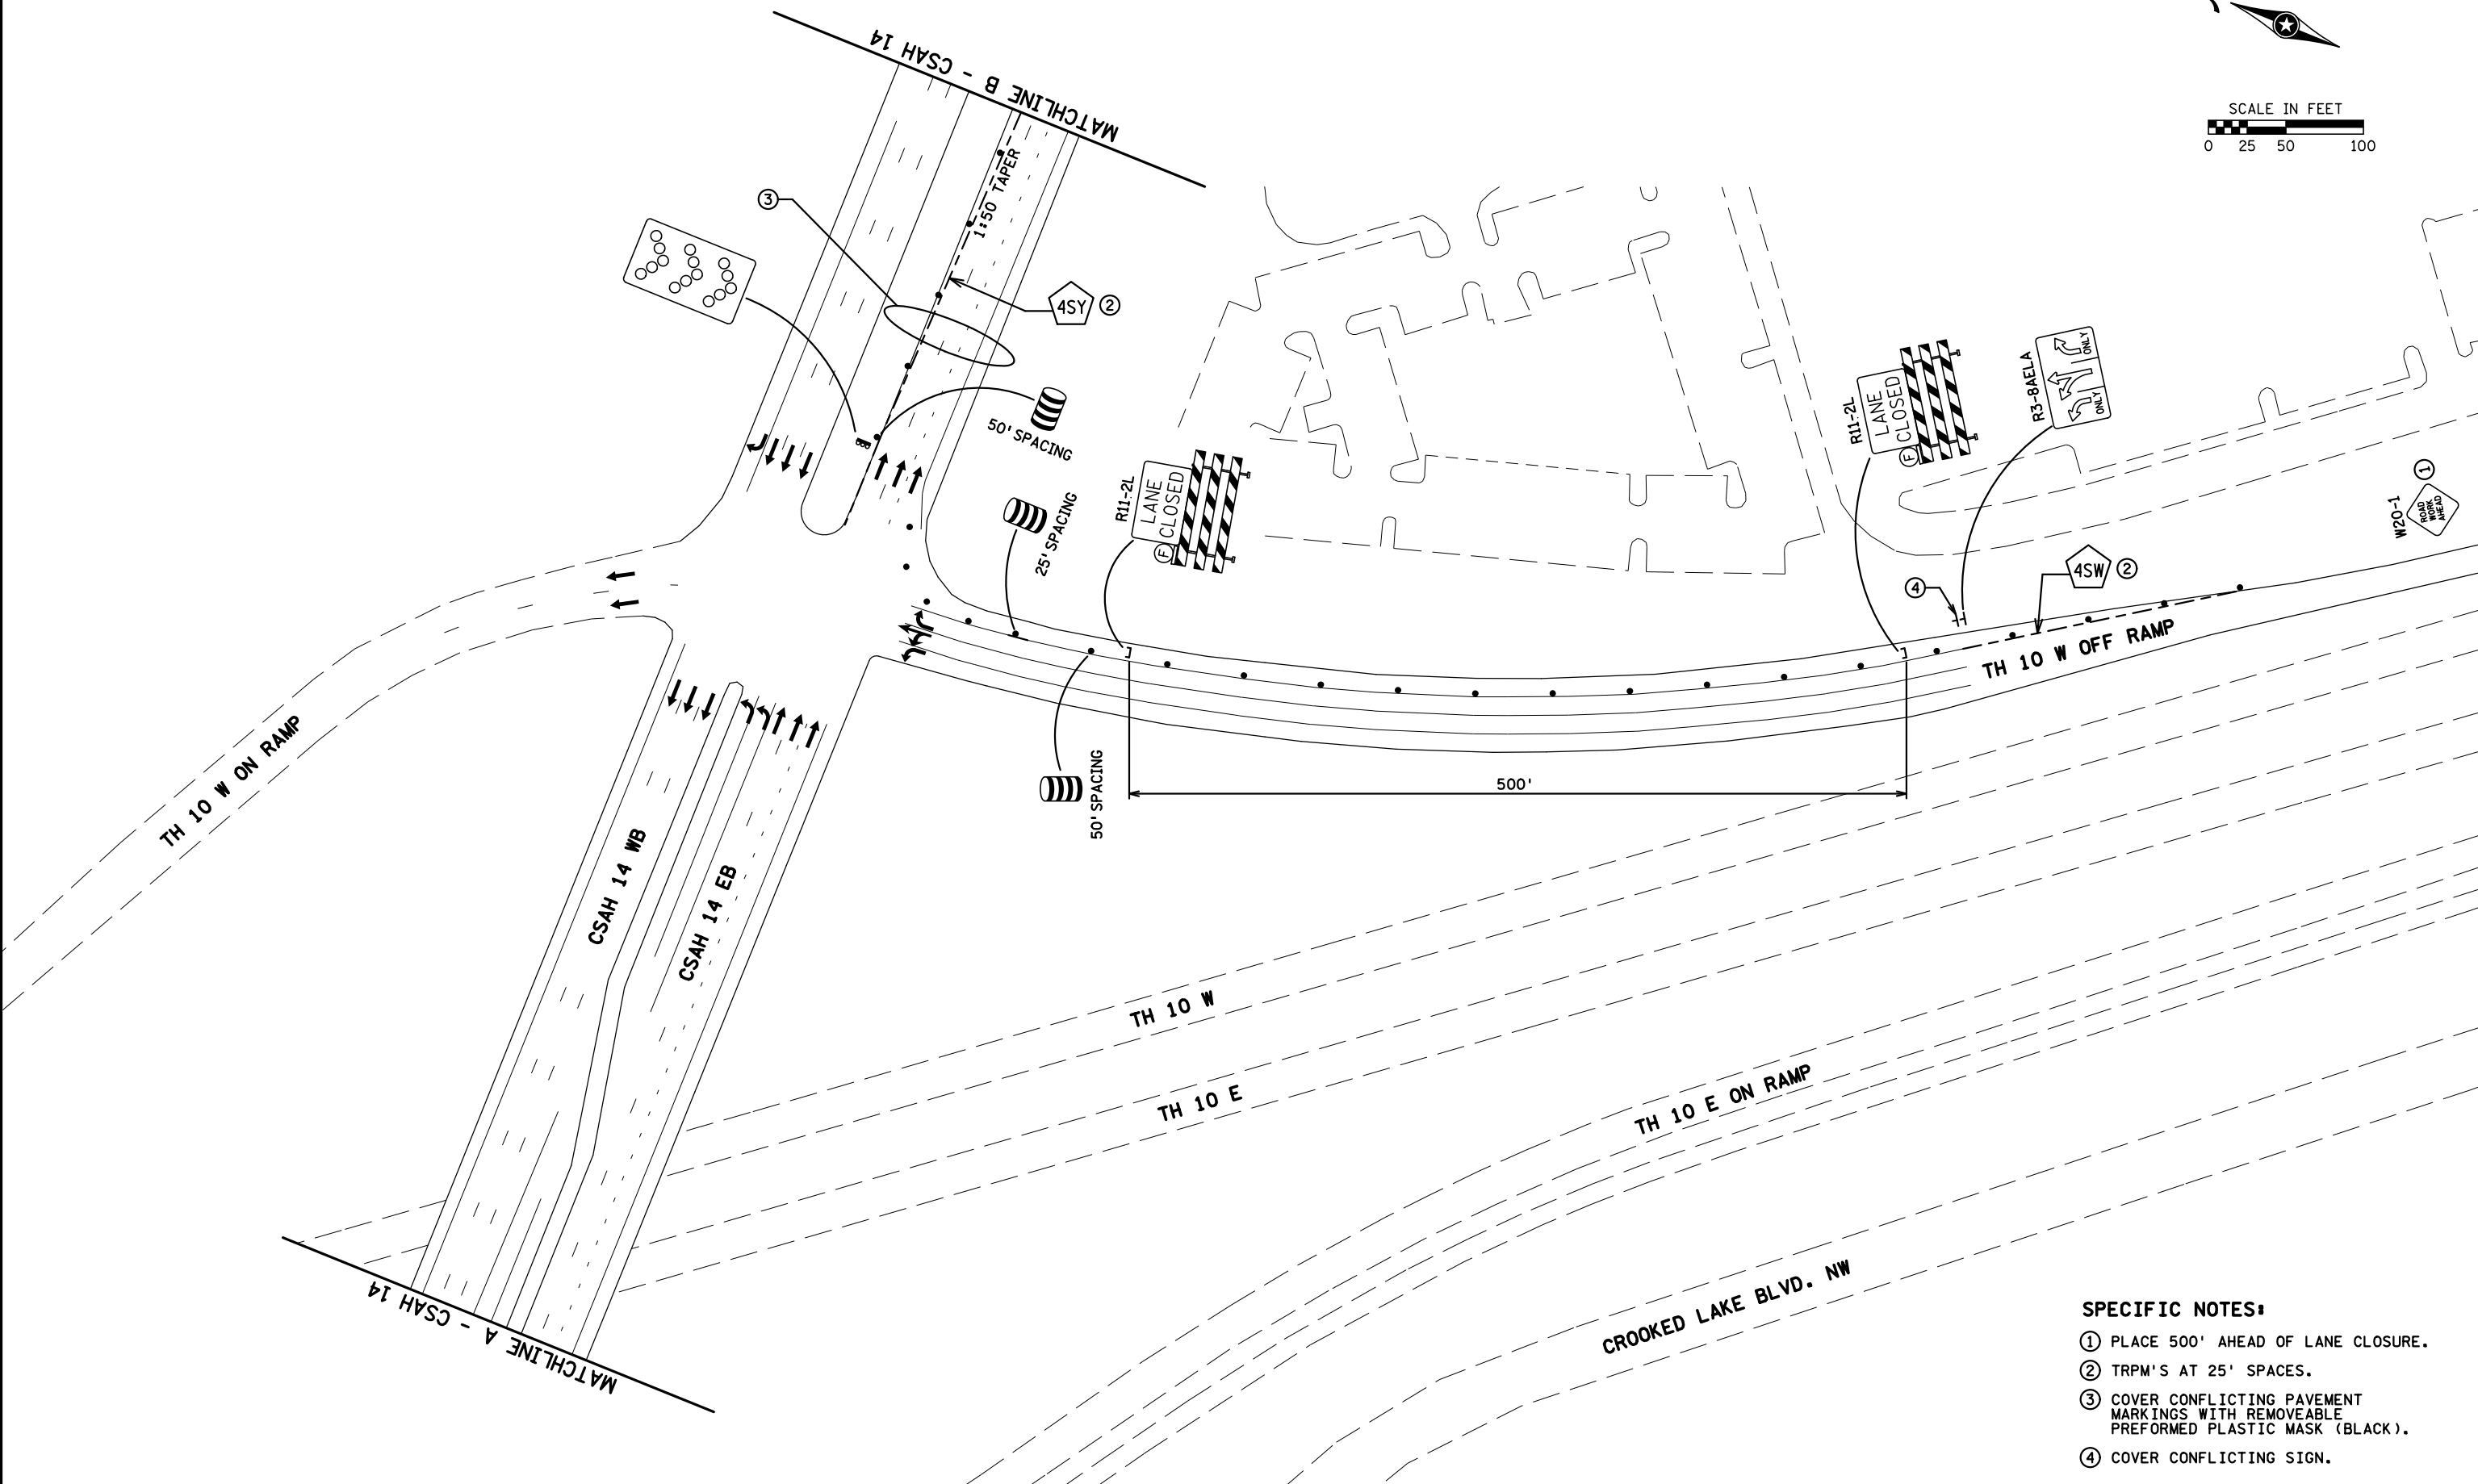 MATCHLINE B - CSAH 14
SCALE IN FEET
0 25 50 100
3
1:50 TAPER
4SY
2
50' SPACING
25' SPACING
R11-2L
LANE
CLOSED
F
R11-2L
LANE
CLOSED
F
R3-8AELA
ONLY
ONLY
1
W20-1
ROAD
WORK
AHEAD
4
4SW
2
TH 10 W OFF RAMP
50' SPACING
500'
TH 10 W ON RAMP
CSAH 14 WB
CSAH 14 EB
TH 10 W
TH 10 E
TH 10 E ON RAMP
CROOKED LAKE BLVD. NW
MATCHLINE A - CSAH 14
SPECIFIC NOTES:
1 PLACE 500' AHEAD OF LANE CLOSURE.
2 TRPM'S AT 25' SPACES.
3 COVER CONFLICTING PAVEMENT
MARKINGS WITH REMOVEABLE
PREFORMED PLASTIC MASK (BLACK).
4 COVER CONFLICTING SIGN.